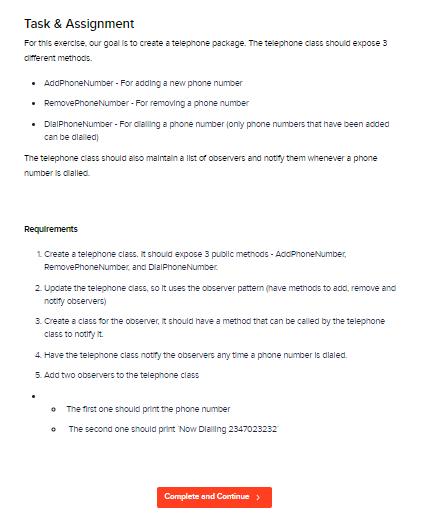 Task & Assignment
For this exercise, our goal is to create a telephone package. The telephone class should expose 3
different methods.
• AddPhoneNumber - For adding a new phone number
• RemovePhoneNumber - For removing a phone number
• DialPhoneNumber - For dialling a phone number (only phone numbers that have been added
can be dialled)
The telephone class should also maintain a list of observers and notify them whenever a phone
number is dialled.
Requirements
1. Create a telephone class. It should expose 3 public methods - AddPhoneNumber,
RemovePhoneNumber, and DialPhoneNumber.
2. Update the telephone class, so it uses the observer pattern (have methods to add, remove and
notify observers)
3. Create a class for the observer, it should have a method that can be called by the telephone
class to notify it.
4. Have the telephone class notify the observers any time a phone number is dialed.
5. Add two observers to the telephone class
•
○ The first one should print the phone number
○ The second one should print 'Now Dialling 2347023232'
Complete and Continue >